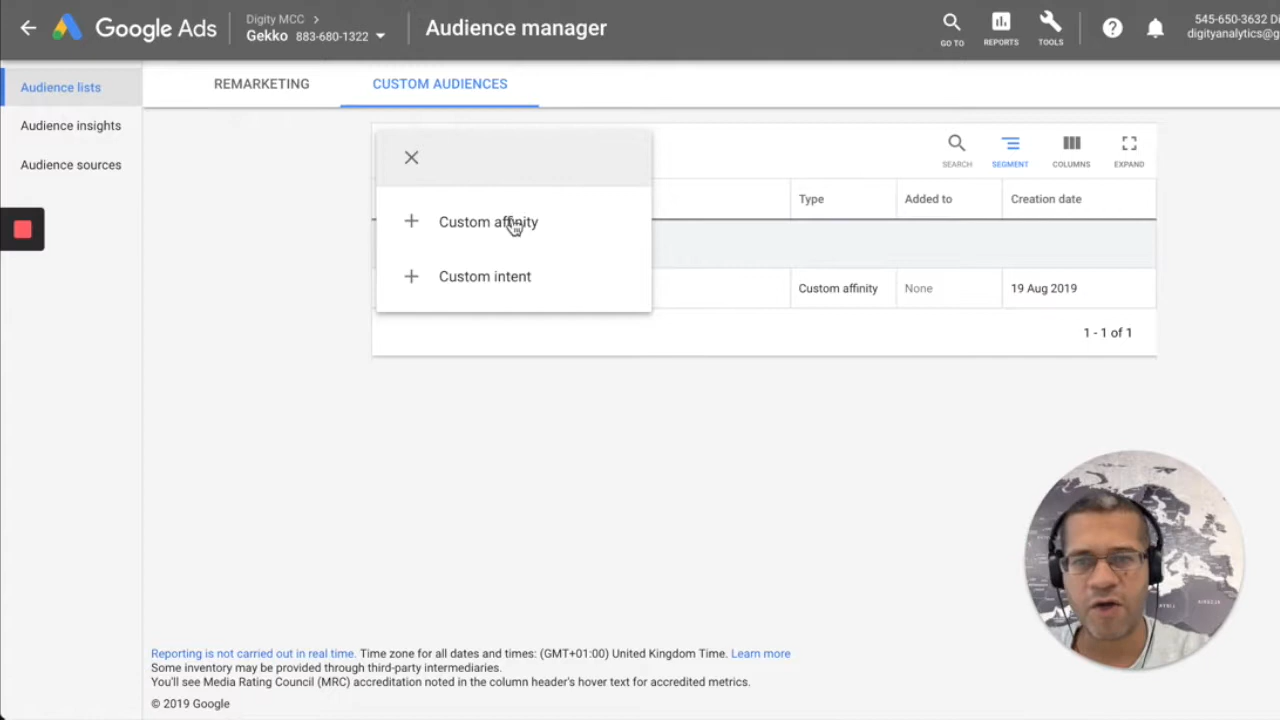 Google Ads
Digity MCC
Gekko 883-680-1322
Audience manager
GO TO
REPORTS
TOOLS
545-650-3632 Di
digityanalytics@g
Audience lists
Audience insights
Audience sources
REMARKETING
CUSTOM AUDIENCES
SEARCH
SEGMENT
COLUMNS
EXPAND
Custom affinity
Custom intent
Type
Added to
Creation date
Custom affinity
None
19 Aug 2019
1 - 1 of 1
Reporting is not carried out in real time. Time zone for all dates and times: (GMT+01:00) United Kingdom Time. Learn more
Some inventory may be provided through third-party intermediaries.
You'll see Media Rating Council (MRC) accreditation noted in the column header's hover text for accredited metrics.
© 2019 Google